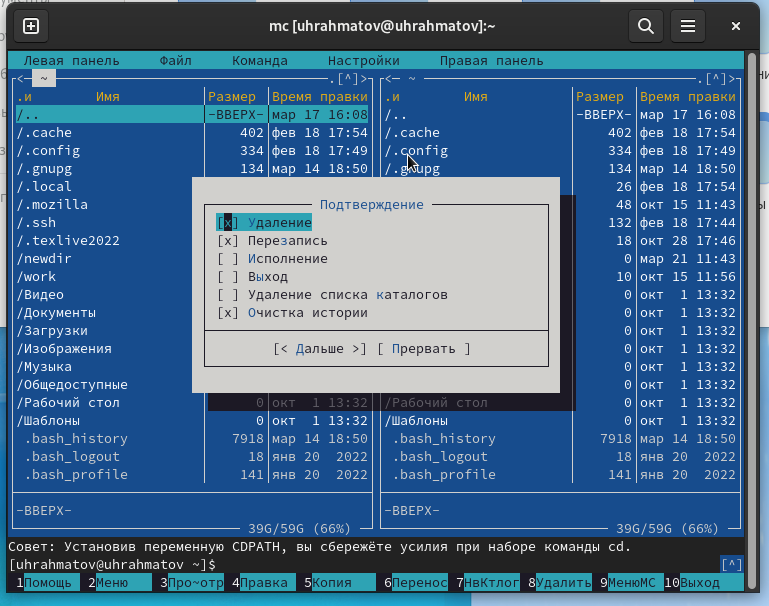 mc [uhrahmatov@uhrahmatov]:~
Левая панель Файл Команда Настройки Правая панель
<─ ~ .[^]> <─ ~ .[^]>
.и Имя Размер Время правки .и Имя Размер Время правки
/.. -ВВЕРХ- мар 17 16:08 /.. -ВВЕРХ- мар 17 16:08
/.cache 402 фев 18 17:54 /.cache 402 фев 18 17:54
/.config 334 фев 18 17:49 /.config 334 фев 18 17:49
/.gnupg 134 мар 14 18:50 /.gnupg 134 мар 14 18:50
/.local 26 фев 18 17:54
/.mozilla Подтверждение 48 окт 15 11:43
/.ssh [x] Удаление 132 фев 18 17:44
/.texlive2022 [x] Перезапись 18 окт 28 17:46
/newdir [ ] Исполнение 0 мар 21 11:43
/work [ ] Выход 10 окт 15 11:56
/Видео [ ] Удаление списка каталогов 0 окт 1 13:32
/Документы [x] Очистка истории 0 окт 1 13:32
/Загрузки 0 окт 1 13:32
/Изображения [< Дальше >] [ Прервать ] 0 окт 1 13:32
/Музыка 0 окт 1 13:32
/Общедоступные 0 окт 1 13:32
/Рабочий стол 0 окт 1 13:32 /Рабочий стол 0 окт 1 13:32
/Шаблоны 0 окт 1 13:32 /Шаблоны 0 окт 1 13:32
.bash_history 7918 мар 14 18:50 .bash_history 7918 мар 14 18:50
.bash_logout 18 янв 20 2022 .bash_logout 18 янв 20 2022
.bash_profile 141 янв 20 2022 .bash_profile 141 янв 20 2022
-ВВЕРХ- -ВВЕРХ-
39G/59G (66%) 39G/59G (66%)
Совет: Установив переменную CDPATH, вы сбережёте усилия при наборе команды cd.
[uhrahmatov@uhrahmatov ~]$ [^]
1Помощь 2Меню 3Про~отр 4Правка 5Копия 6Перенос 7НвКтлог 8Удалить 9МенюMC 10Выход